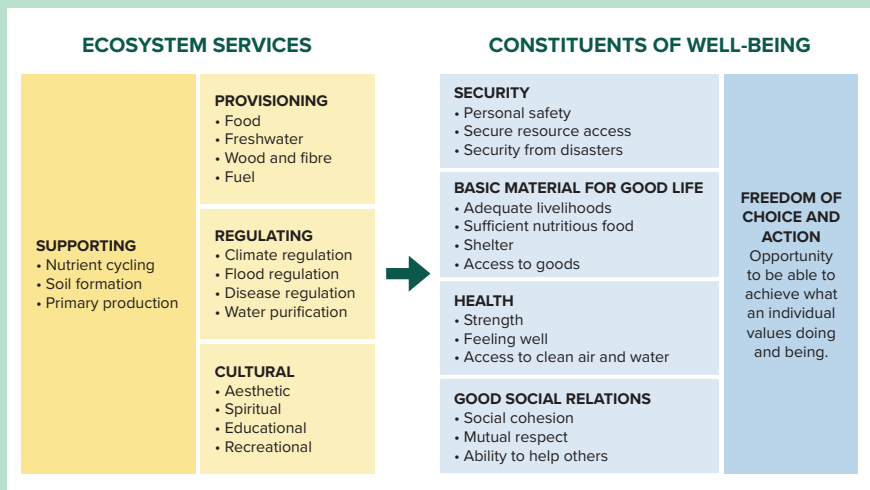 ECOSYSTEM SERVICES
SUPPORTING
• Nutrient cycling
• Soil formation
• Primary production
PROVISIONING
• Food
• Freshwater
• Wood and fibre
• Fuel
REGULATING
• Climate regulation
• Flood regulation
• Disease regulation
• Water purification
CULTURAL
• Aesthetic
• Spiritual
• Educational
• Recreational
CONSTITUENTS OF WELL-BEING
SECURITY
• Personal safety
• Secure resource access
• Security from disasters
BASIC MATERIAL FOR GOOD LIFE
• Adequate livelihoods
• Sufficient nutritious food
• Shelter
• Access to goods
HEALTH
• Strength
• Feeling well
• Access to clean air and water
GOOD SOCIAL RELATIONS
• Social cohesion
• Mutual respect
• Ability to help others
FREEDOM OF
CHOICE AND
ACTION
Opportunity
to be able to
achieve what
an individual
values doing
and being.